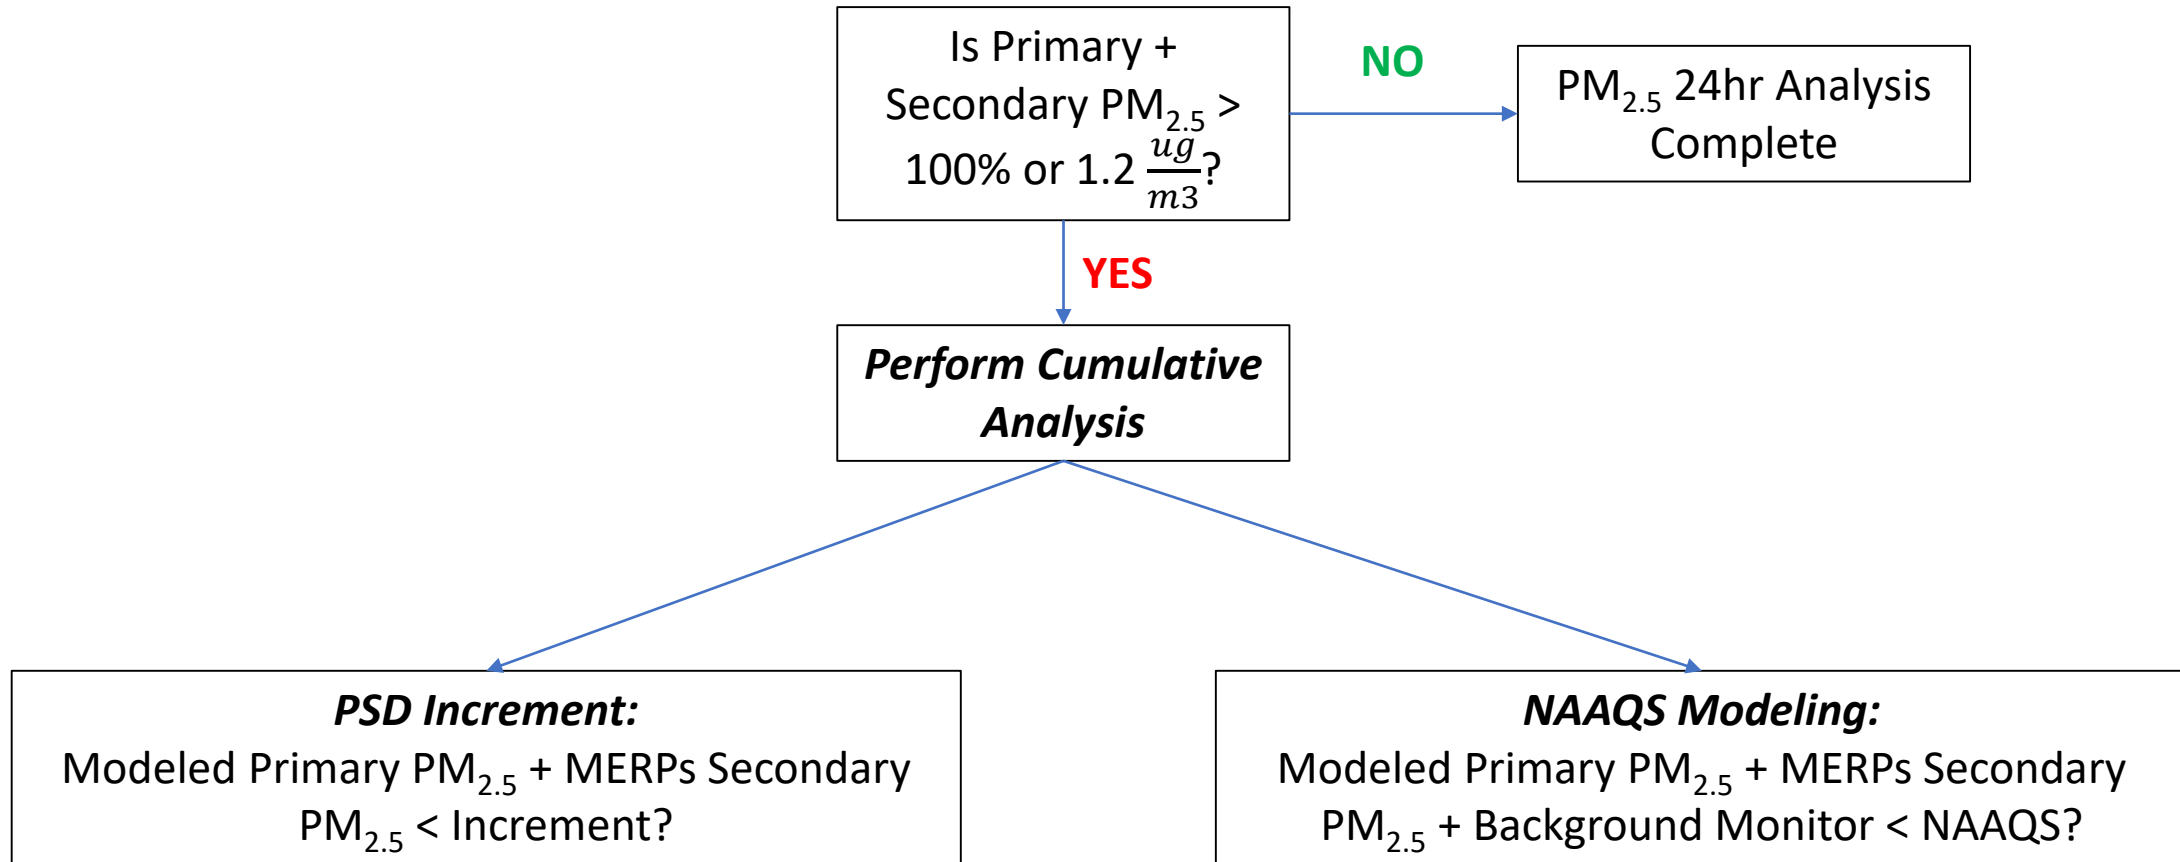 Is Primary +
Secondary PM2.5 >
100% or 1.2 ug/m3?
NO
PM2.5 24hr Analysis
Complete
YES
Perform Cumulative
Analysis
PSD Increment:
Modeled Primary PM2.5 + MERPs Secondary
PM2.5 < Increment?
NAAQS Modeling:
Modeled Primary PM2.5 + MERPs Secondary
PM2.5 + Background Monitor < NAAQS?